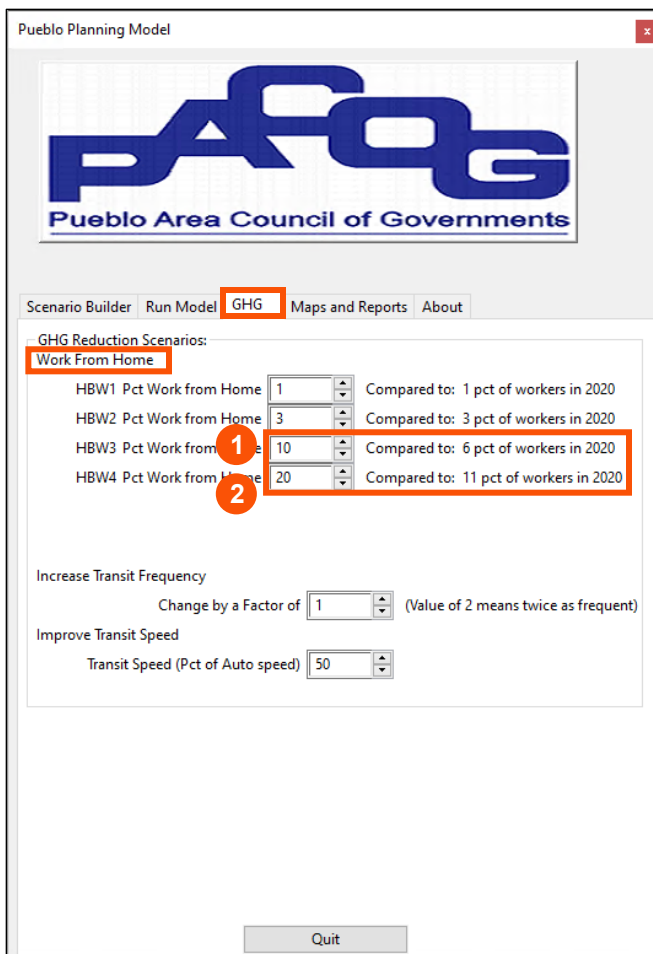 Pueblo Planning Model x
PACOG
Pueblo Area Council of Governments
Scenario Builder Run Model GHG Maps and Reports About
GHG Reduction Scenarios:
Work From Home
HBW1 Pct Work from Home 1 Compared to: 1 pct of workers in 2020
HBW2 Pct Work from Home 3 Compared to: 3 pct of workers in 2020
HBW3 Pct Work from 1 e 10 Compared to: 6 pct of workers in 2020
HBW4 Pct Work from H 2 e 20 Compared to: 11 pct of workers in 2020
Increase Transit Frequency
Change by a Factor of 1 (Value of 2 means twice as frequent)
Improve Transit Speed
Transit Speed (Pct of Auto speed) 50
Quit